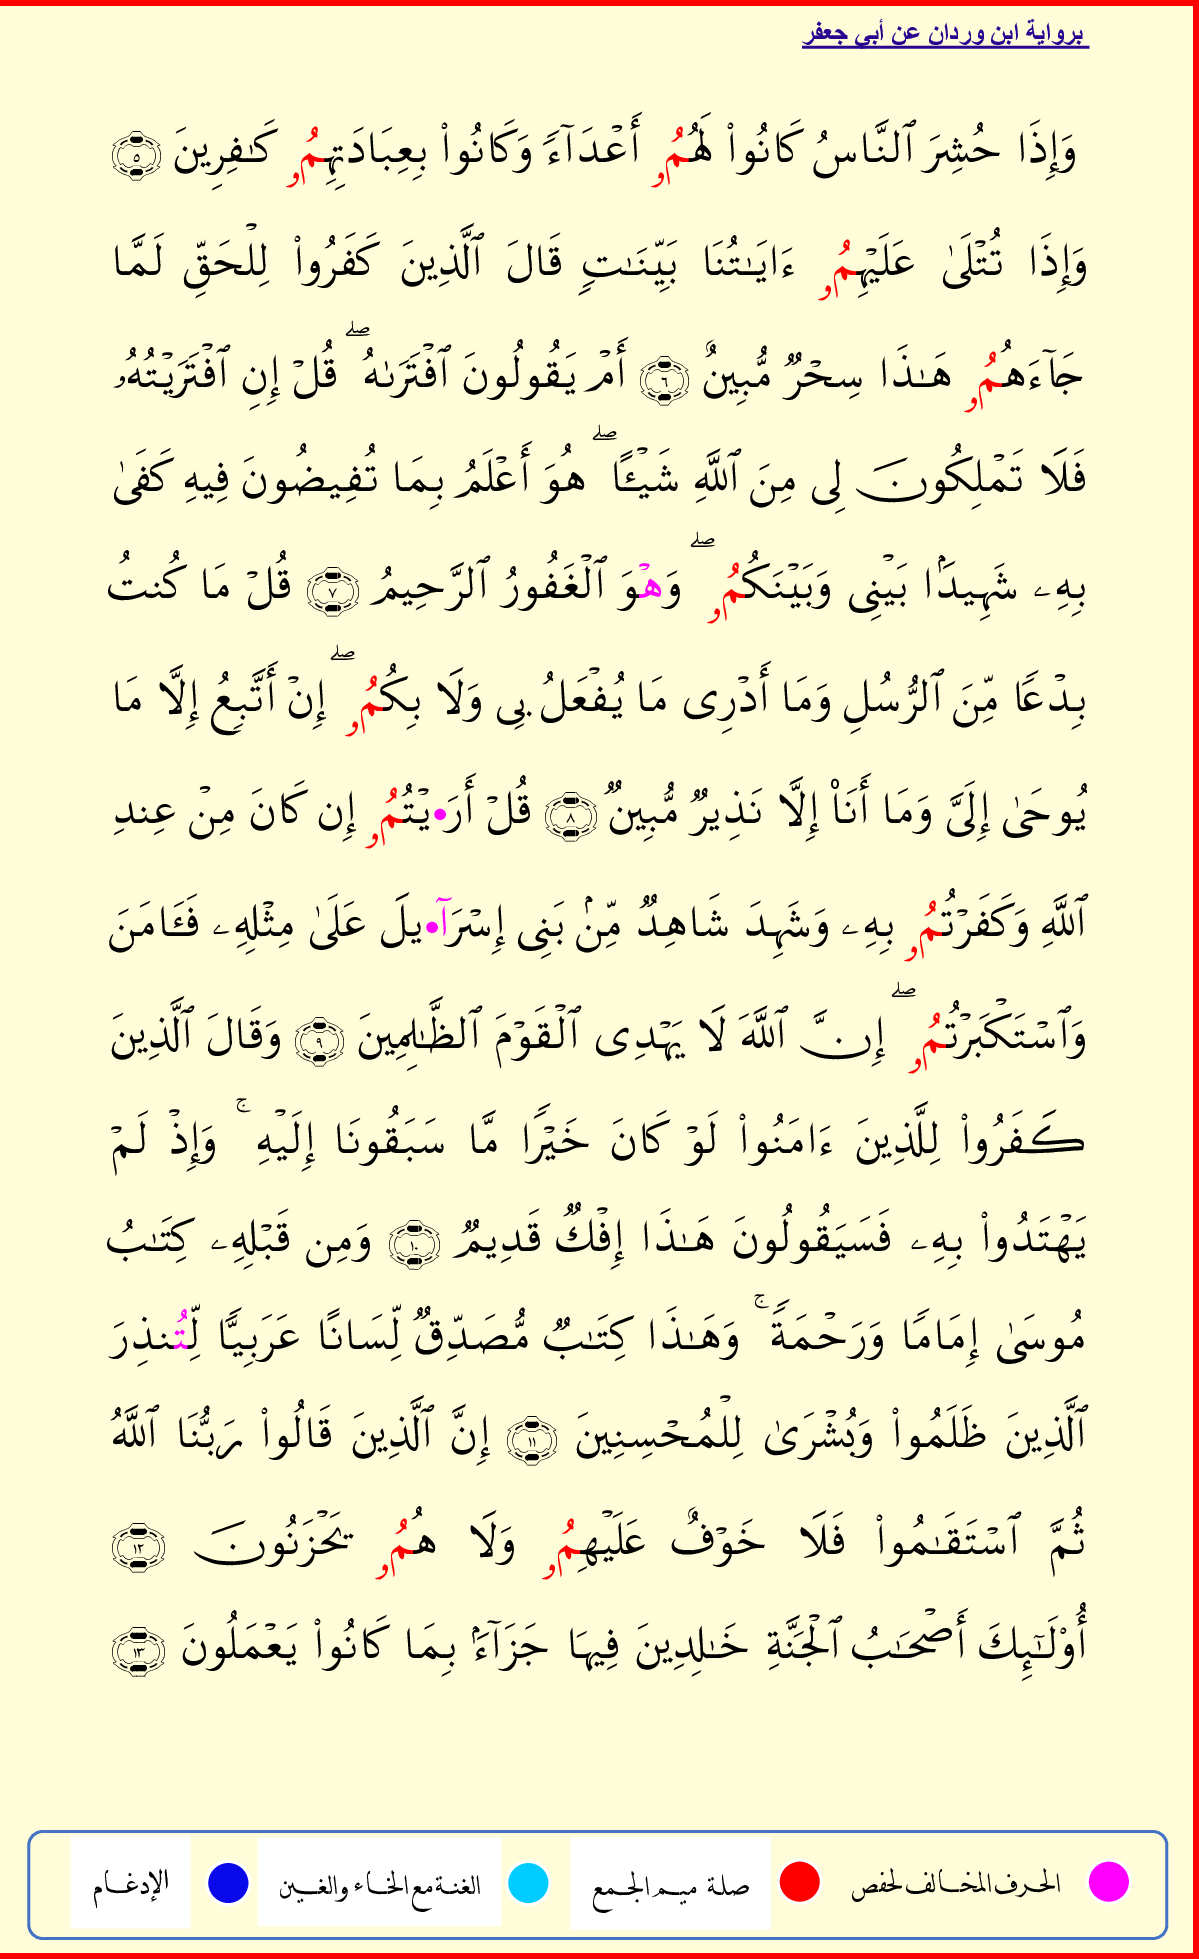 برواية ابن وردان عن أبي جعفر
وَإِذَا حُشِرَ ٱلنَّاسُ كَانُوا۟ لَهُمُۥ أَعۡدَآءٗ وَكَانُوا۟ بِعِبَادَتِهِمُۥ كَٰفِرِينَ ٥
وَإِذَا تُتۡلَىٰ عَلَيۡهِمُۥ ءَايَٰتُنَا بَيِّنَٰتٖ قَالَ ٱلَّذِينَ كَفَرُوا۟ لِلۡحَقِّ لَمَّا
جَآءَهُمُۥ هَٰذَا سِحۡرٞ مُّبِينٌ ٦ أَمۡ يَقُولُونَ ٱفۡتَرَىٰهُۖ قُلۡ إِنِ ٱفۡتَرَيۡتُهُۥ
فَلَا تَمۡلِكُونَ لِى مِنَ ٱللَّهِ شَيۡـًٔاۖ هُوَ أَعۡلَمُ بِمَا تُفِيضُونَ فِيهِ كَفَىٰ
بِهِۦ شَهِيدَۢا بَيۡنِى وَبَيۡنَكُمُۥۖ وَهۡوَ ٱلۡغَفُورُ ٱلرَّحِيمُ ٧ قُلۡ مَا كُنتُ
بِدۡعٗا مِّنَ ٱلرُّسُلِ وَمَا أَدۡرِى مَا يُفۡعَلُ بِى وَلَا بِكُمُۥۖ إِنۡ أَتَّبِعُ إِلَّا مَا
يُوحَىٰ إِلَىَّ وَمَا أَنَا۠ إِلَّا نَذِيرٞ مُّبِينٞ ٨ قُلۡ أَرَ•يۡتُمُۥ إِن كَانَ مِنۡ عِندِ
ٱللَّهِ وَكَفَرۡتُمُۥ بِهِۦ وَشَهِدَ شَاهِدٞ مِّنۢ بَنِى إِسۡرَآ•يلَ عَلَىٰ مِثۡلِهِۦ فَـَٔامَنَ
وَٱسۡتَكۡبَرۡتُمُۥۖ إِنَّ ٱللَّهَ لَا يَهۡدِى ٱلۡقَوۡمَ ٱلظَّٰلِمِينَ ٩ وَقَالَ ٱلَّذِينَ
كَفَرُوا۟ لِلَّذِينَ ءَامَنُوا۟ لَوۡ كَانَ خَيۡرٗا مَّا سَبَقُونَا إِلَيۡهِۚ وَإِذۡ لَمۡ
يَهۡتَدُوا۟ بِهِۦ فَسَيَقُولُونَ هَٰذَا إِفۡكٞ قَدِيمٞ ١٠ وَمِن قَبۡلِهِۦ كِتَٰبُ
مُوسَىٰ إِمَامٗا وَرَحۡمَةٗۚ وَهَٰذَا كِتَٰبٞ مُّصَدِّقٞ لِّسَانًا عَرَبِيّٗا لِّتُنذِرَ
ٱلَّذِينَ ظَلَمُوا۟ وَبُشۡرَىٰ لِلۡمُحۡسِنِينَ ١١ إِنَّ ٱلَّذِينَ قَالُوا۟ رَبُّنَا ٱللَّهُ
ثُمَّ ٱسۡتَقَٰمُوا۟ فَلَا خَوۡفٌ عَلَيۡهِمُۥ وَلَا هُمُۥ يَحۡزَنُونَ ١٢
أُو۟لَٰٓئِكَ أَصۡحَٰبُ ٱلۡجَنَّةِ خَٰلِدِينَ فِيهَا جَزَآءَۢ بِمَا كَانُوا۟ يَعۡمَلُونَ ١٣
الحرف المخالف لحفص صلة ميم الجمع الغنة مع الخاء والغين الإدغام